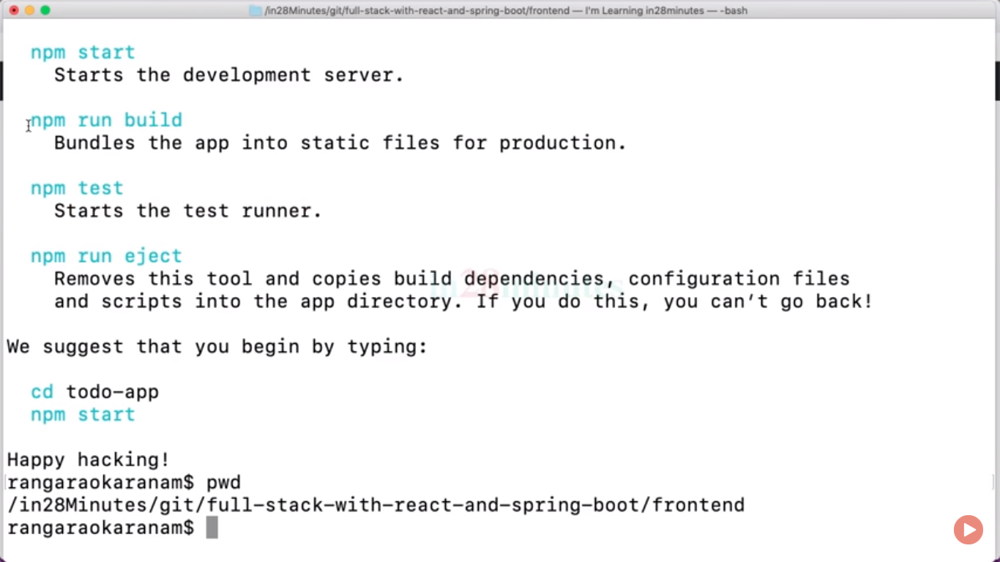 /in28Minutes/git/full-stack-with-react-and-spring-boot/frontend — I'm Learning in28minutes — -bash
npm start
Starts the development server.
npm run build
Bundles the app into static files for production.
npm test
Starts the test runner.
npm run eject
Removes this tool and copies build dependencies, configuration files
and scripts into the app directory. If you do this, you can’t go back!
in28minutes
We suggest that you begin by typing:
cd todo-app
npm start
Happy hacking!
rangaraokaranam$ pwd
/in28Minutes/git/full-stack-with-react-and-spring-boot/frontend
rangaraokaranam$